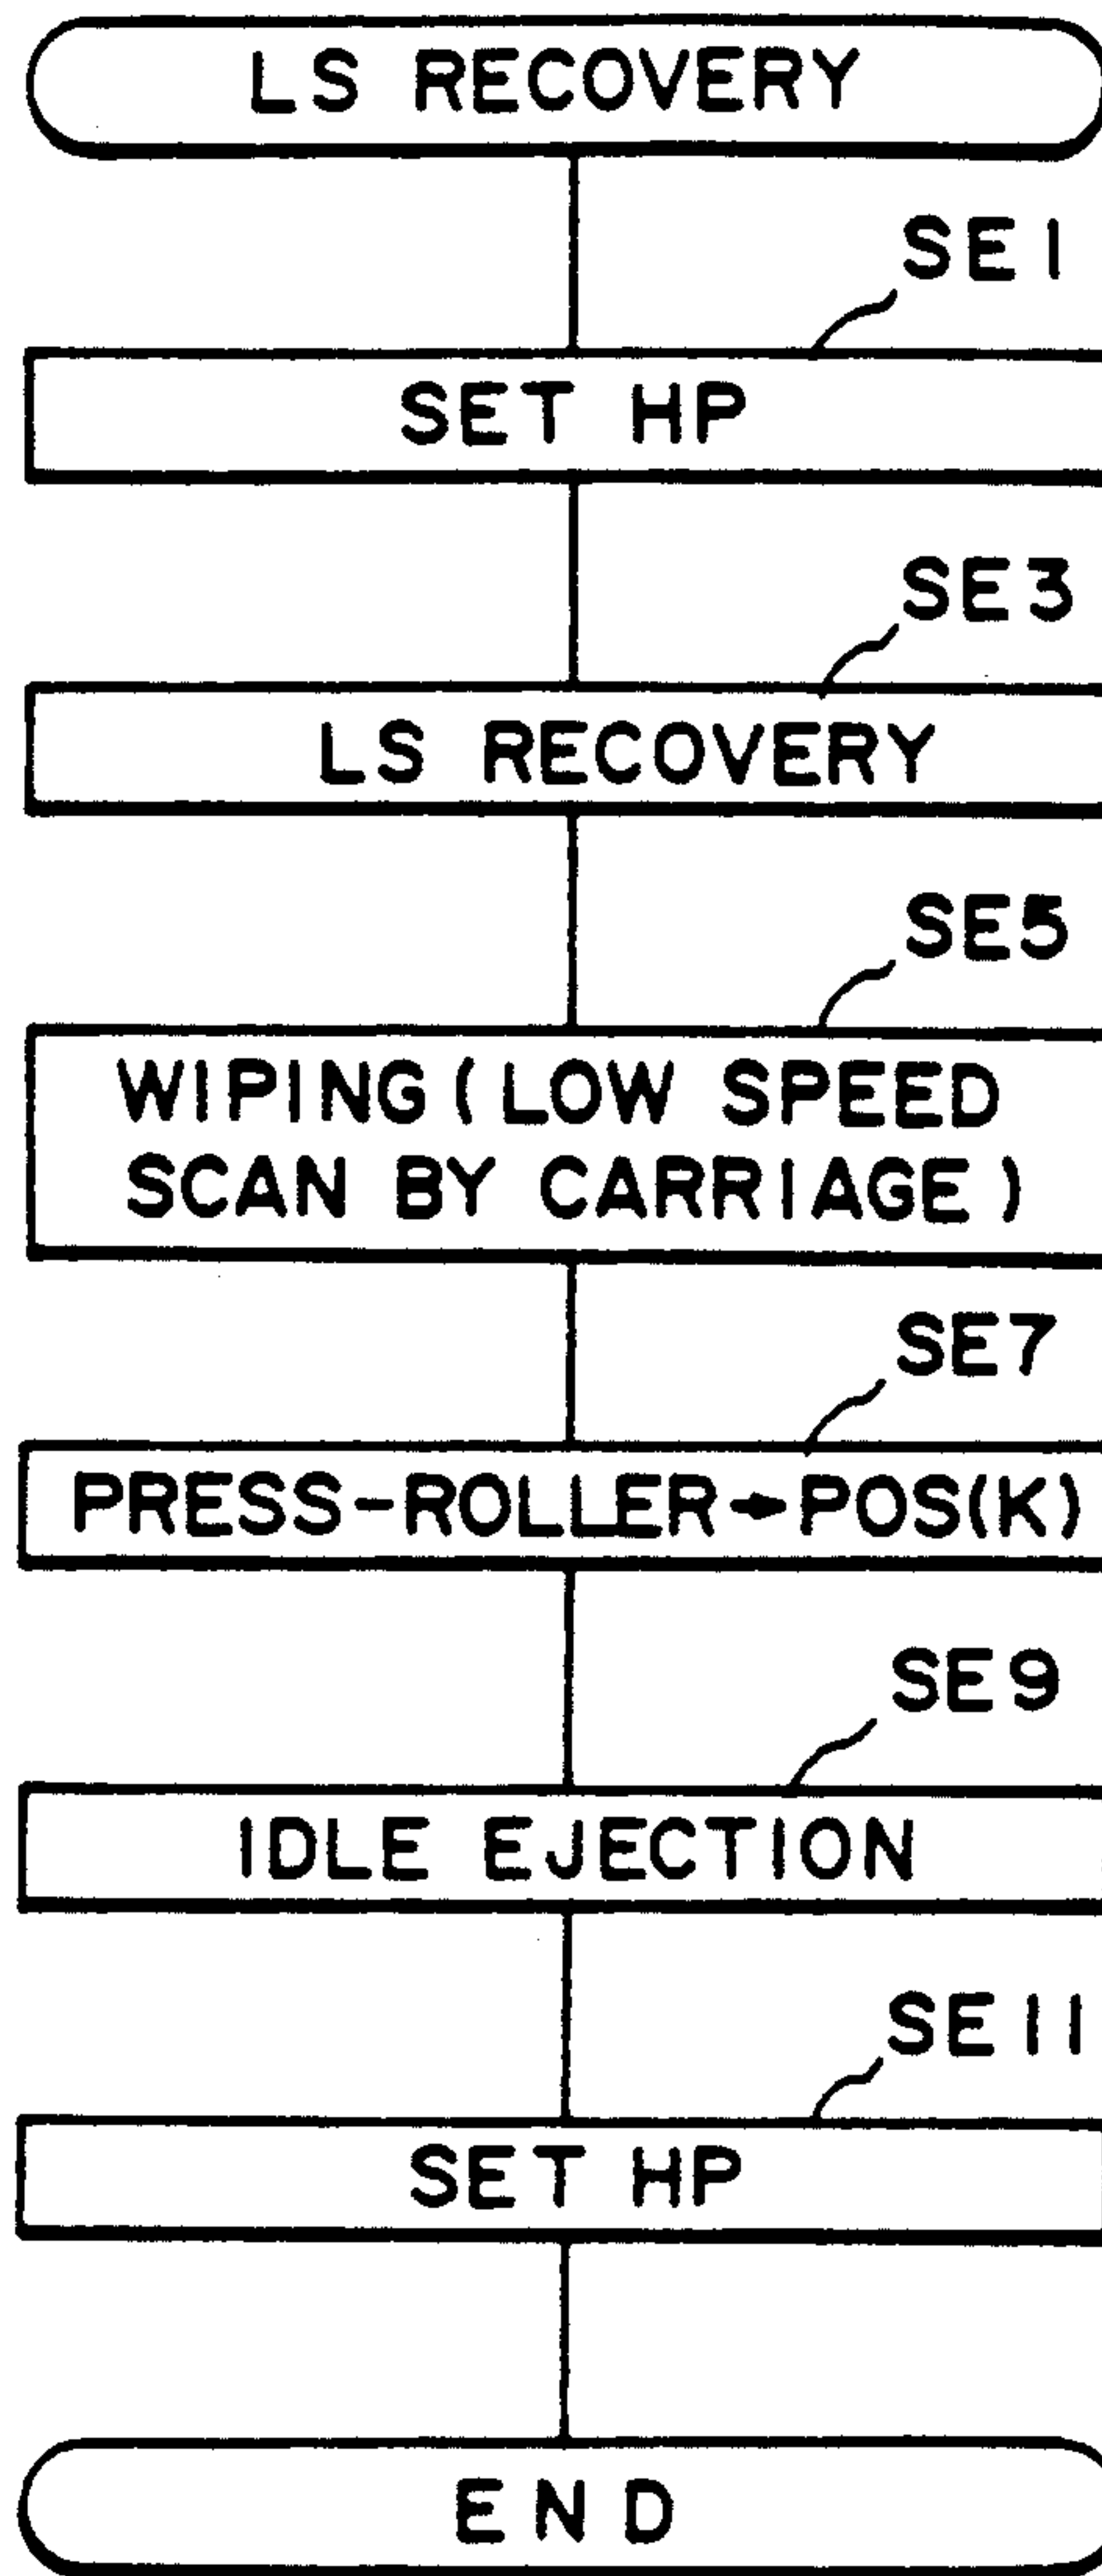 LS RECOVERY
SE1
SET HP
SE3
LS RECOVERY
SE5
WIPING (LOW SPEED
SCAN BY CARRIAGE)
SE7
PRESS-ROLLER→POS(K)
SE9
IDLE EJECTION
SE11
SET HP
END